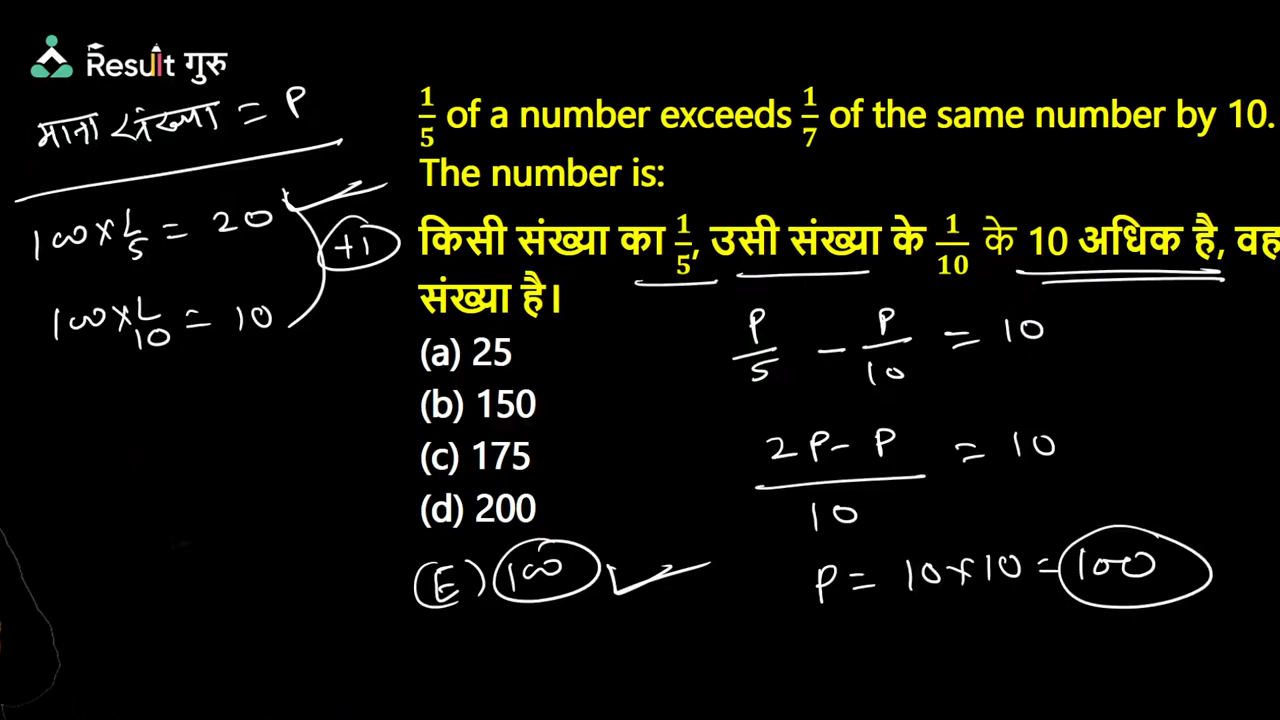 Result गुरु
माना संख्या = P
100 × 1/5 = 20
+1
100 × 1/10 = 10
1/5 of a number exceeds 1/7 of the same number by 10.
The number is:
किसी संख्या का 1/5, उसी संख्या के 1/10 के 10 अधिक है, वह
संख्या है।
(a) 25
(b) 150
(c) 175
(d) 200
(E) 100
P/5 - P/10 = 10
2P - P/10 = 10
P = 10 × 10 = 100